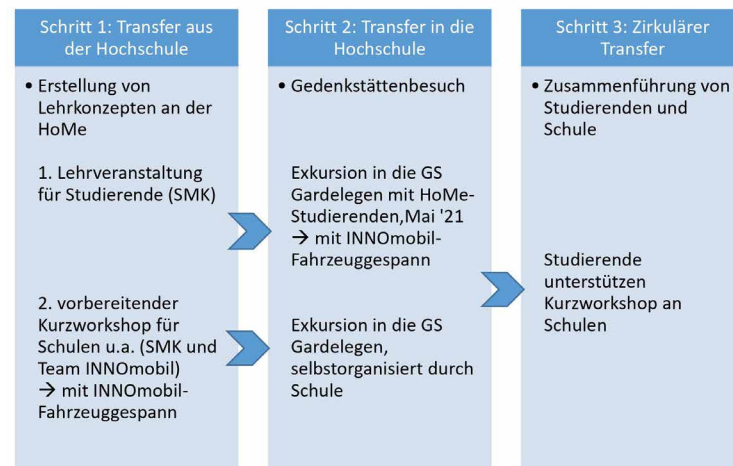 Schritt 1: Transfer aus
der Hochschule
• Erstellung von
Lehrkonzepten an der
HoMe
1. Lehrveranstaltung
für Studierende (SMK)
2. vorbereitender
Kurzworkshop für
Schulen u.a. (SMK und
Team INNOmobil)
→ mit INNOmobil-
Fahrzeuggespann
Schritt 2: Transfer in die
Hochschule
• Gedenkstättenbesuch
Exkursion in die GS
Gardelegen mit HoMe-
Studierenden,Mai '21
→ mit INNOmobil-
Fahrzeuggespann
Exkursion in die GS
Gardelegen,
selbstorganisiert durch
Schule
Schritt 3: Zirkulärer
Transfer
• Zusammenführung von
Studierenden und
Schule
Studierende
unterstützen
Kurzworkshop an
Schulen